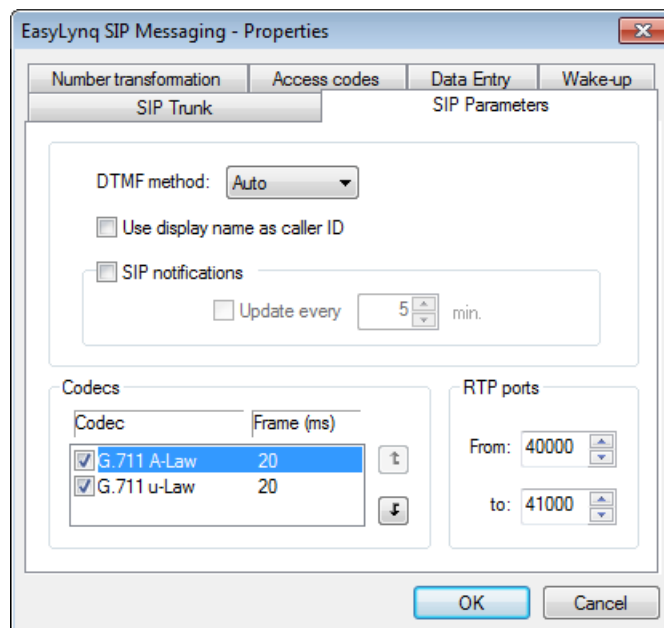 EasyLynq SIP Messaging - Properties
Number transformation Access codes Data Entry Wake-up
SIP Trunk SIP Parameters
DTMF method: Auto
Use display name as caller ID
SIP notifications
Update every 5 min.
Codecs
Codec Frame (ms)
G.711 A-Law 20
G.711 u-Law 20
RTP ports
From: 40000
to: 41000
OK Cancel